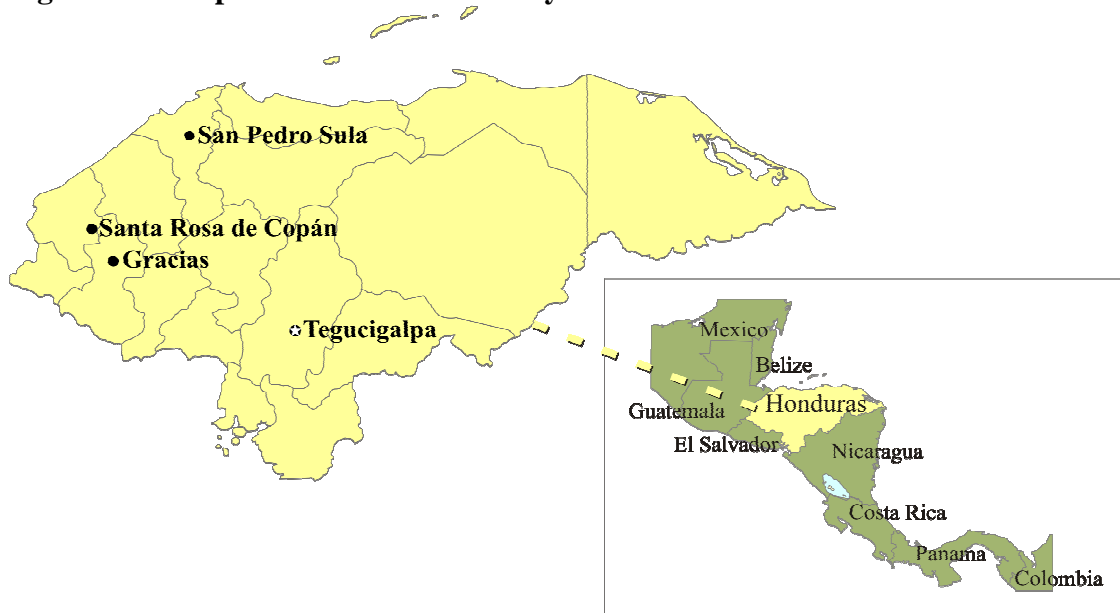 San Pedro Sula
Santa Rosa de Copán
Gracias
Tegucigalpa
Mexico
Belize
Honduras
Guatemala
El Salvador
Nicaragua
Costa Rica
Panama
Colombia